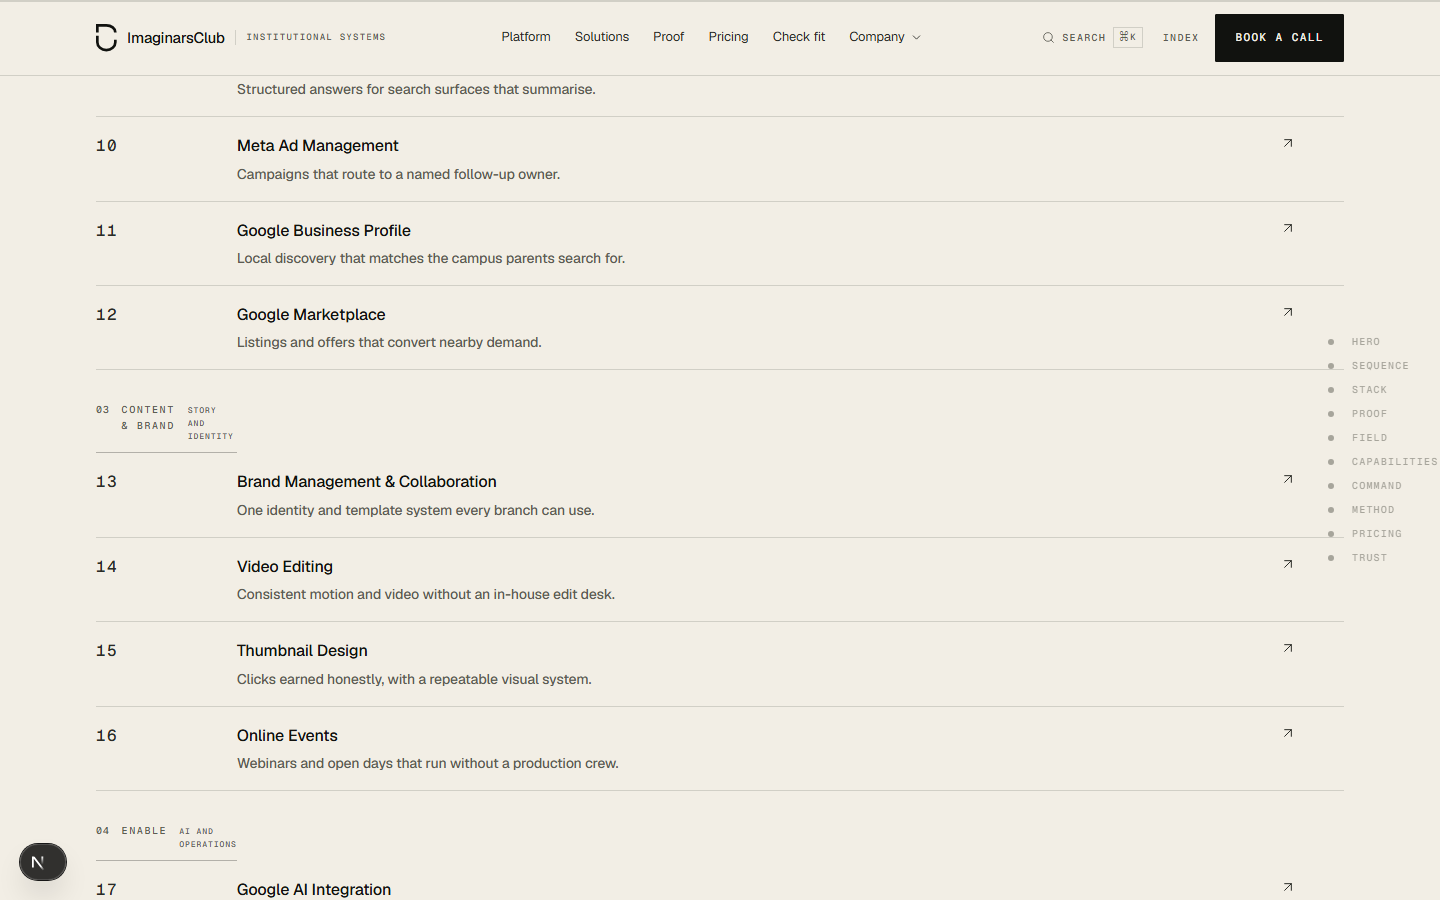 ImaginarsClub
INSTITUTIONAL SYSTEMS
Platform
Solutions
Proof
Pricing
Check fit
Company
SEARCH
⌘K
INDEX
BOOK A CALL
Structured answers for search surfaces that summarise.
10
Meta Ad Management
Campaigns that route to a named follow-up owner.
11
Google Business Profile
Local discovery that matches the campus parents search for.
12
Google Marketplace
Listings and offers that convert nearby demand.
03 CONTENT
& BRAND
STORY
AND
IDENTITY
13
Brand Management & Collaboration
One identity and template system every branch can use.
14
Video Editing
Consistent motion and video without an in-house edit desk.
15
Thumbnail Design
Clicks earned honestly, with a repeatable visual system.
16
Online Events
Webinars and open days that run without a production crew.
04 ENABLE
AI AND
OPERATIONS
17
Google AI Integration
HERO
SEQUENCE
STACK
PROOF
FIELD
CAPABILITIES
COMMAND
METHOD
PRICING
TRUST
N